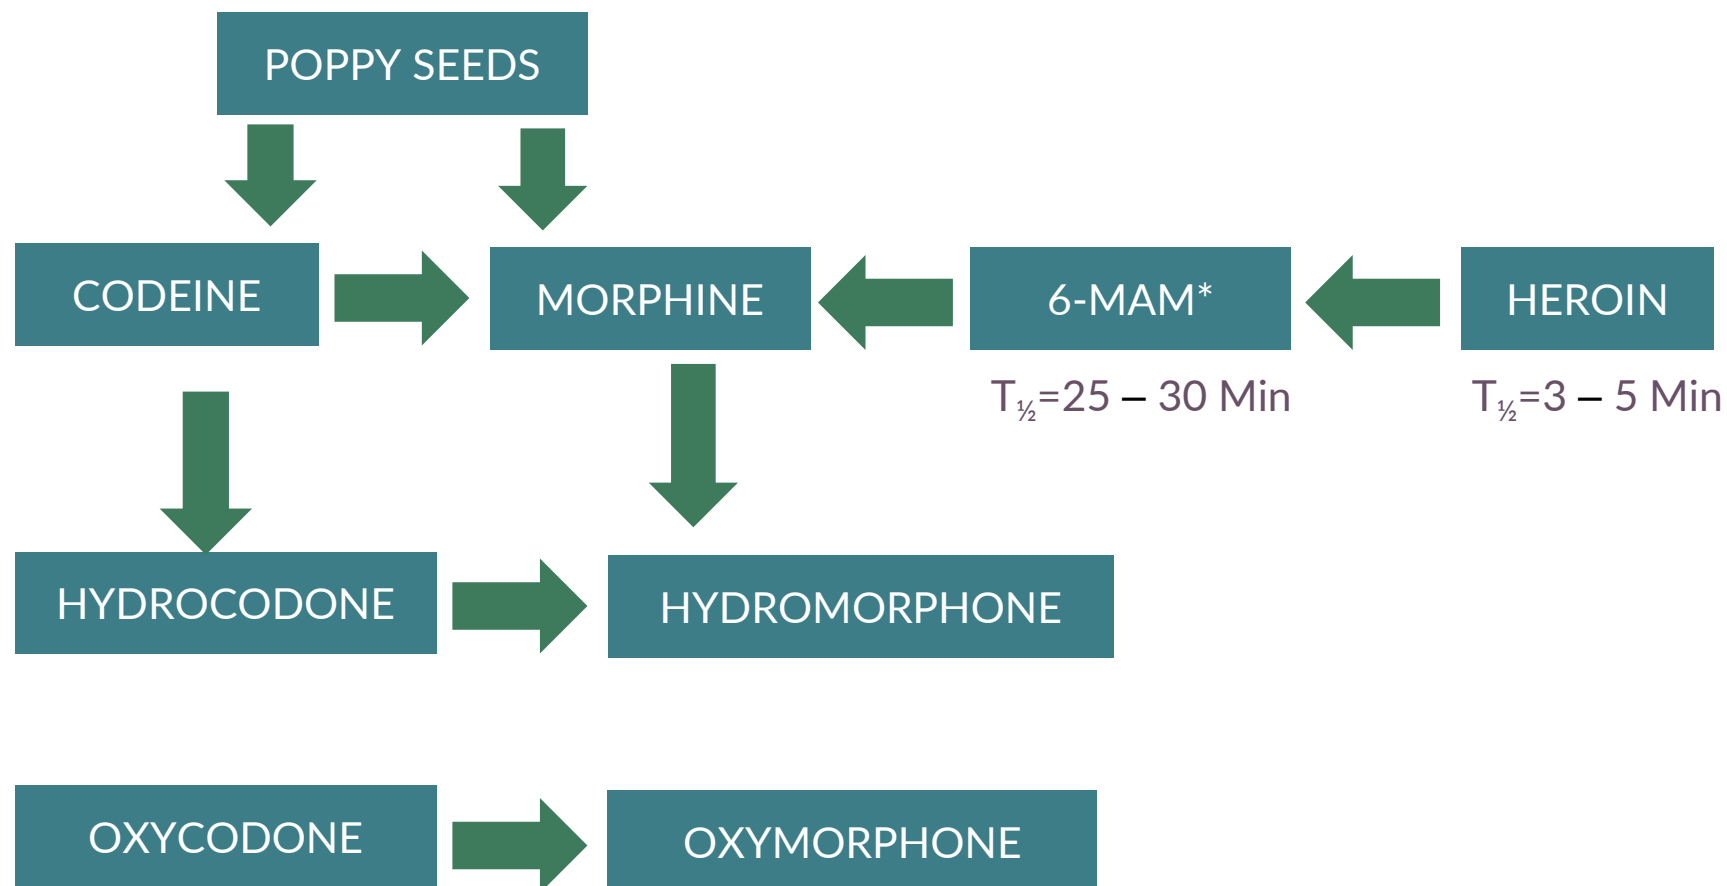 POPPY SEEDS
CODEINE
MORPHINE
6-MAM*
HEROIN
T½=25 – 30 Min
T½=3 – 5 Min
HYDROCODONE
HYDROMORPHONE
OXYCODONE
OXYMORPHONE